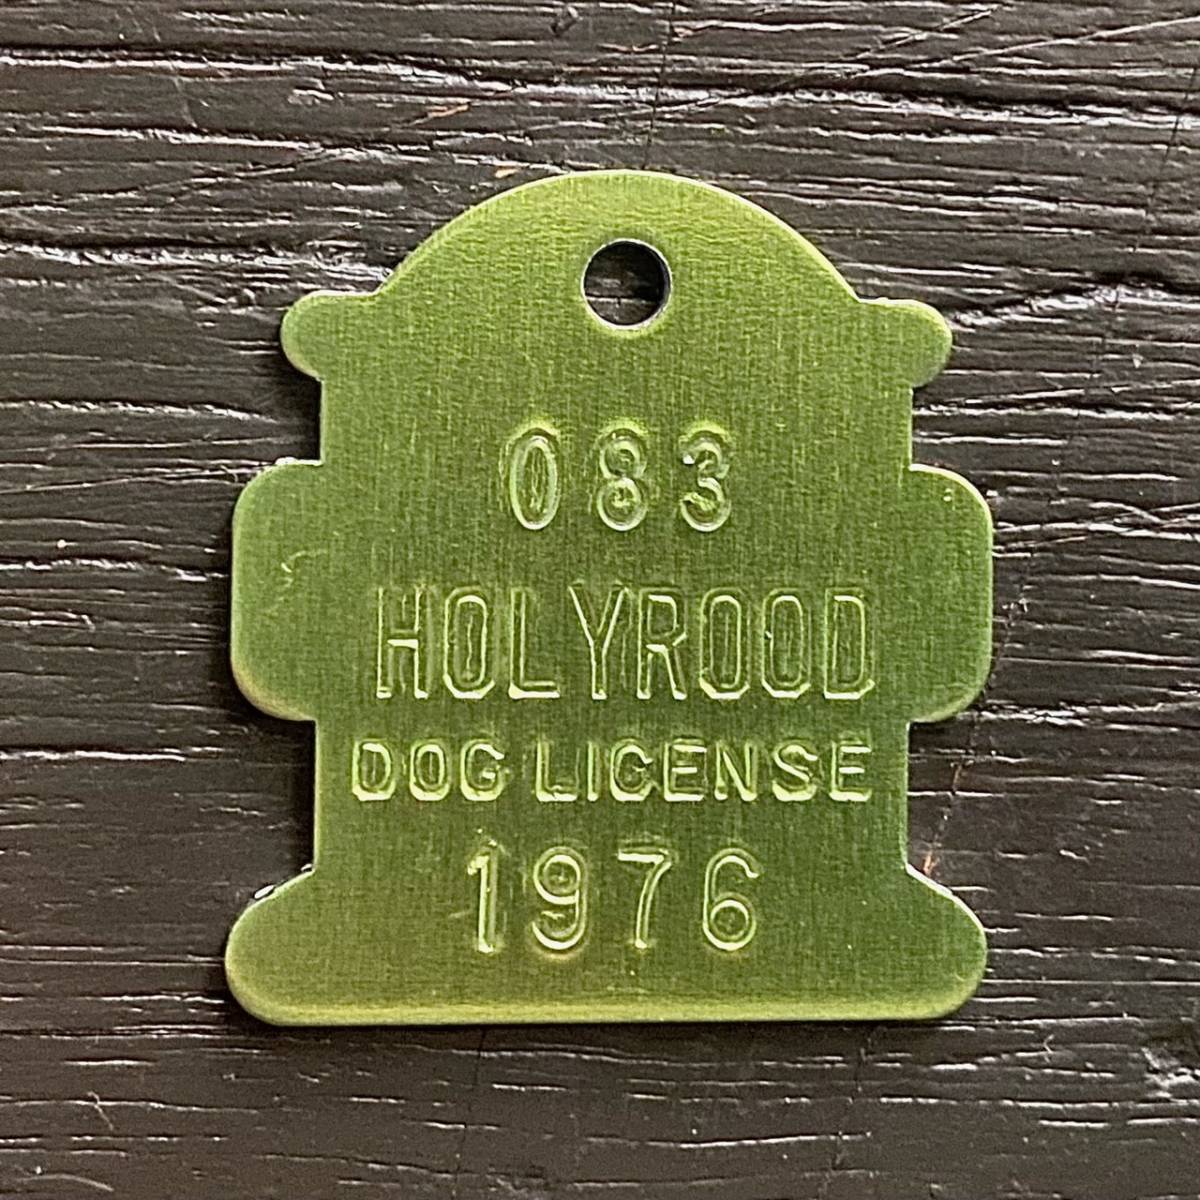 083
HOLYROOD
DOG LICENSE
1976